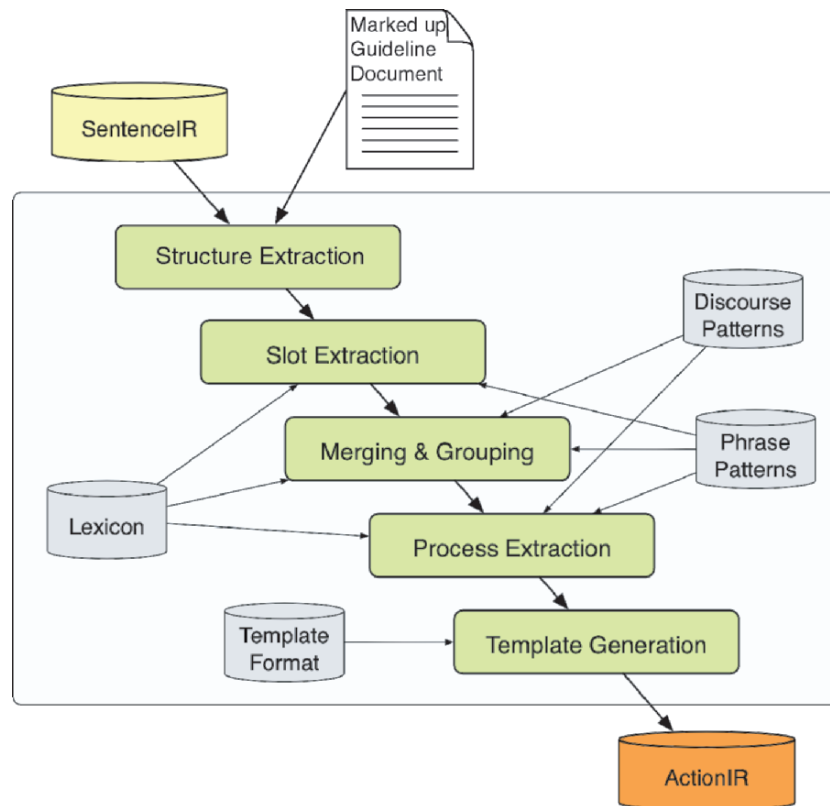 Marked up
Guideline
Document
SentenceIR
Structure Extraction
Discourse
Patterns
Slot Extraction
Merging & Grouping
Phrase
Patterns
Lexicon
Process Extraction
Template
Format
Template Generation
ActionIR